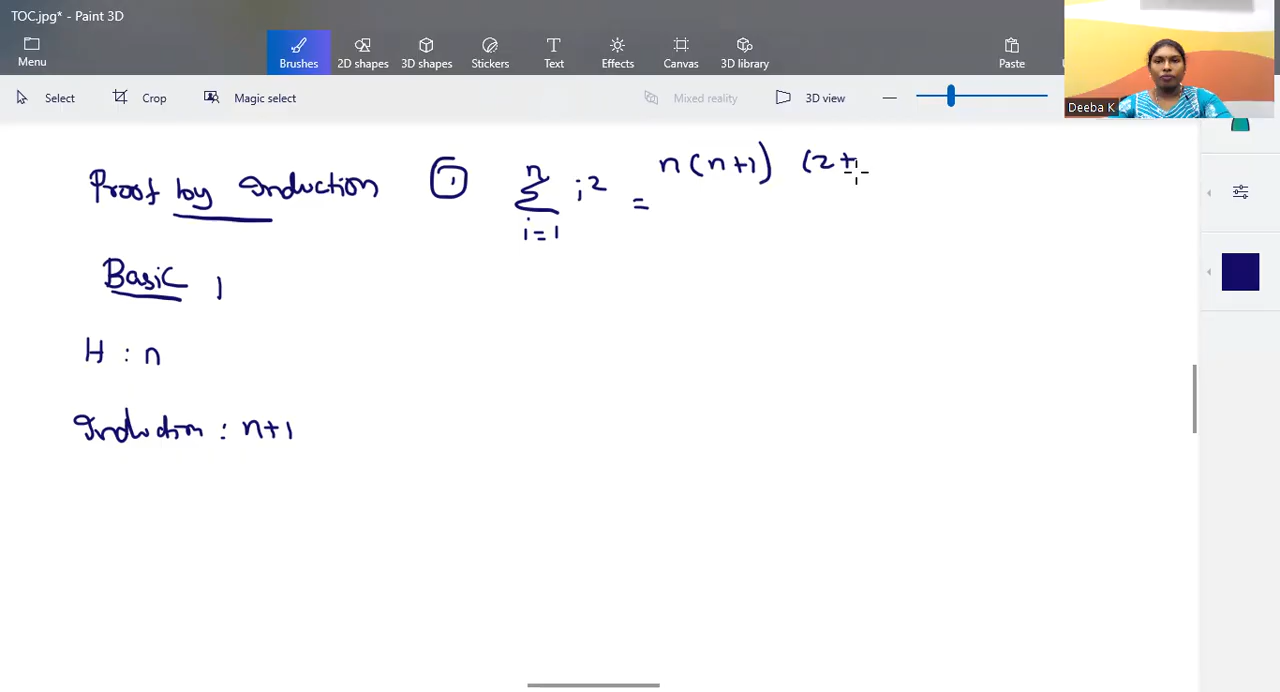 TOC.jpg* - Paint 3D
Menu
Brushes
2D shapes
3D shapes
Stickers
Text
Effects
Canvas
3D library
Paste
Select
Crop
Magic select
Mixed reality
3D view
Deeba K
Proof by Induction ① n∑i=1 i² = n(n+1) (2+
Basic 1
H : n
Induction : n+1